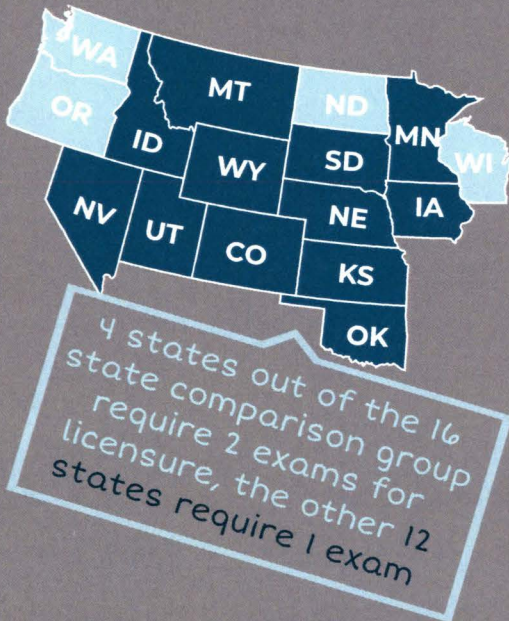 WA
MT
ND
OR
MN
ID
WI
WY
SD
NV
NE
IA
UT
CO
KS
OK
4 states out of the 16
state comparison group
require 2 exams for
licensure, the other 12
states require 1 exam